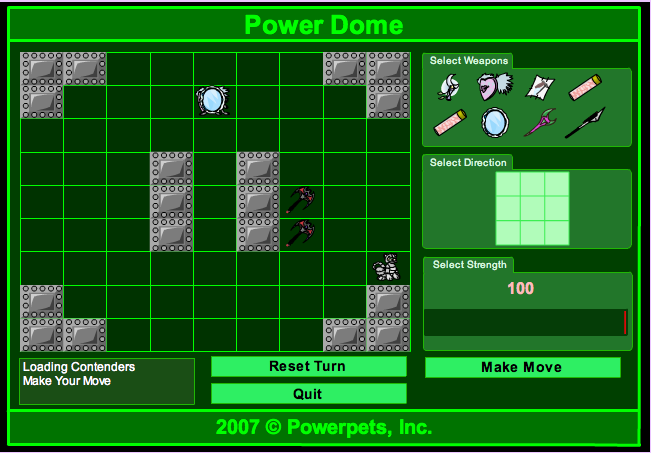 Power Dome
Select Weapons
Select Direction
Select Strength
100
Loading Contenders
Make Your Move
Reset Turn
Quit
Make Move
2007 © Powerpets, Inc.